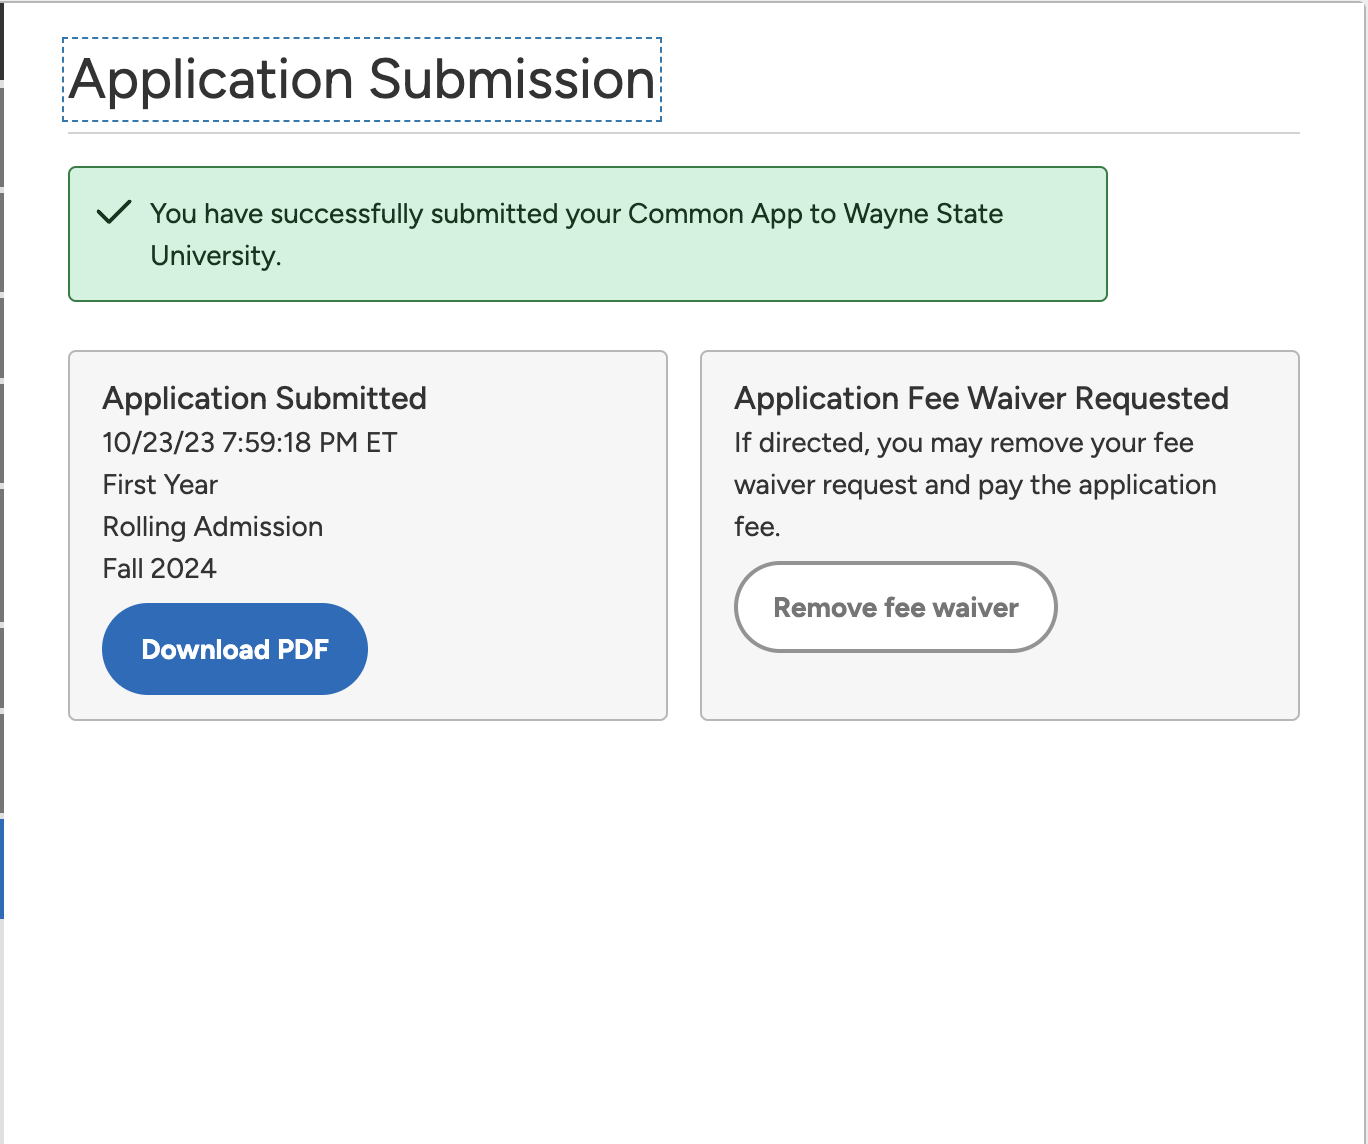 Application Submission
You have successfully submitted your Common App to Wayne State
University.
Application Submitted
10/23/23 7:59:18 PM ET
First Year
Rolling Admission
Fall 2024
Download PDF
Application Fee Waiver Requested
If directed, you may remove your fee
waiver request and pay the application
fee.
Remove fee waiver